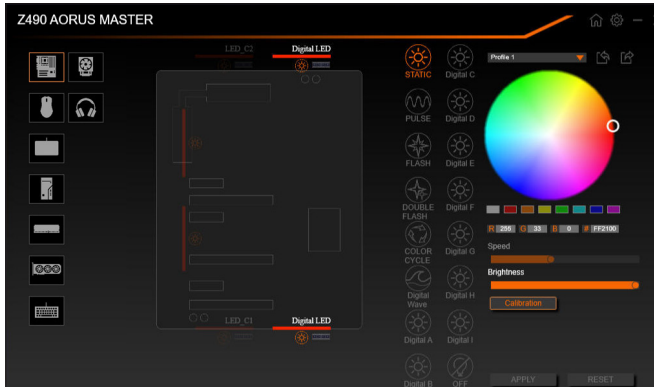 Z490 AORUS MASTER
LED_C2
Digital LED
STATIC
Digital C
Profile 1
PULSE
Digital D
FLASH
Digital E
DOUBLE
FLASH
Digital F
R 255 G 33 B 0 # FF2100
COLOR
CYCLE
Digital G
Speed
Brightness
Digital
Wave
Digital H
Calibration
LED_C1
Digital LED
Digital A
Digital I
Digital B
OFF
APPLY
RESET